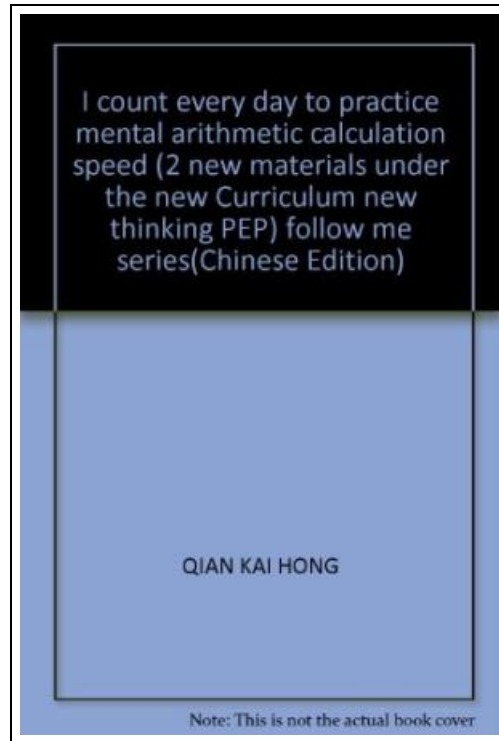 I count every day to practice
mental arithmetic calculation
speed (2 new materials under
the new Curriculum new
thinking PEP) follow me
series(Chinese Edition)
QIAN KAI HONG
Note: This is not the actual book cover